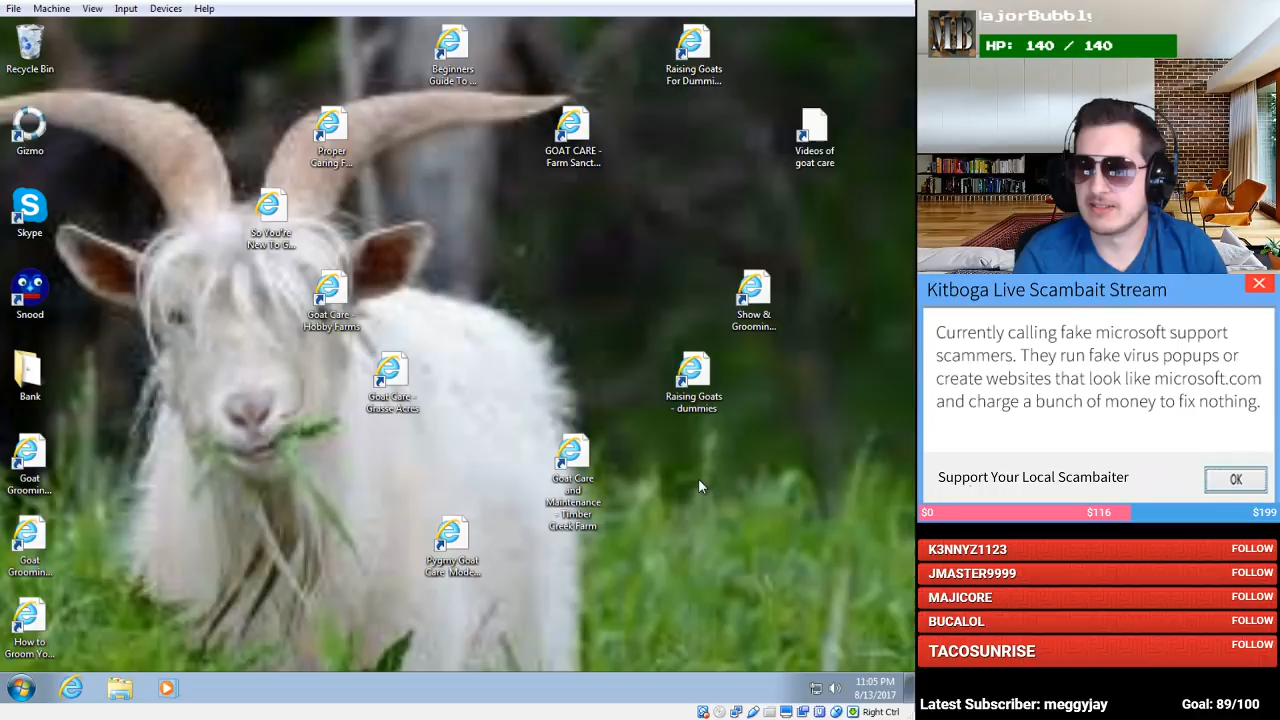 File Machine View Input Devices Help
Recycle Bin
Gizmo
Skype
Snood
Bank
Goat
Groomin...
Goat
Groomin...
How to
Groom Yo...
Beginners
Guide To ...
Raising Goats
For Dummi...
Proper
Caring F...
GOAT CARE -
Farm Sanct...
Videos of
goat care
So You're
New To G...
Goat Care -
Hobby Farms
Show &
Groomin...
Goat Care -
Grasse Acres
Raising Goats
- dummies
Goat Care
and
Maintenance
- Timber
Creek Farm
Pygmy Goat
Care Mode...
11:05 PM
8/13/2017
Right Ctrl
MB
ajorBubbly
HP: 140 / 140
Kitboga Live Scambait Stream
Currently calling fake microsoft support
scammers. They run fake virus popups or
create websites that look like microsoft.com
and charge a bunch of money to fix nothing.
Support Your Local Scambaiter
OK
$0 $116 $199
K3NNYZ1123 FOLLOW
JMASTER9999 FOLLOW
MAJICORE FOLLOW
BUCALOL FOLLOW
TACOSUNRISE FOLLOW
Latest Subscriber: meggyjay Goal: 89/100